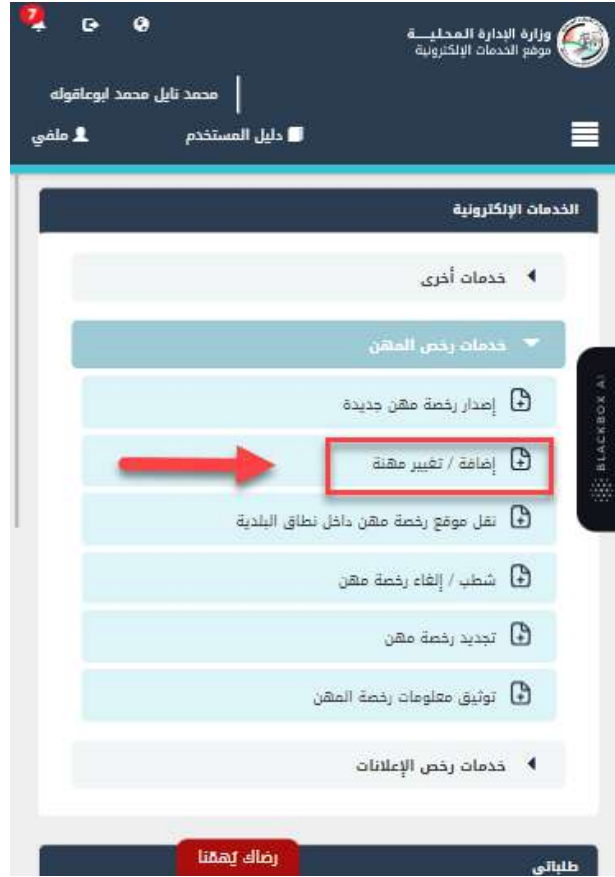 7
وزارة الإدارة المحليـــة
موقع الخدمات الإلكترونية
محمد نايل محمد ابوعاقوله
دليل المستخدم
ملفي
الخدمات الإلكترونية
خدمات أخرى
خدمات رخص المهن
إصدار رخصة مهن جديدة
إضافة / تغيير مهنة
نقل موقع رخصة مهن داخل نطاق البلدية
شطب / إلغاء رخصة مهن
تجديد رخصة مهن
توثيق معلومات رخصة المهن
خدمات رخص الإعلانات
BLACKBOX AI
رضاك يُهمّنا
طلباتي